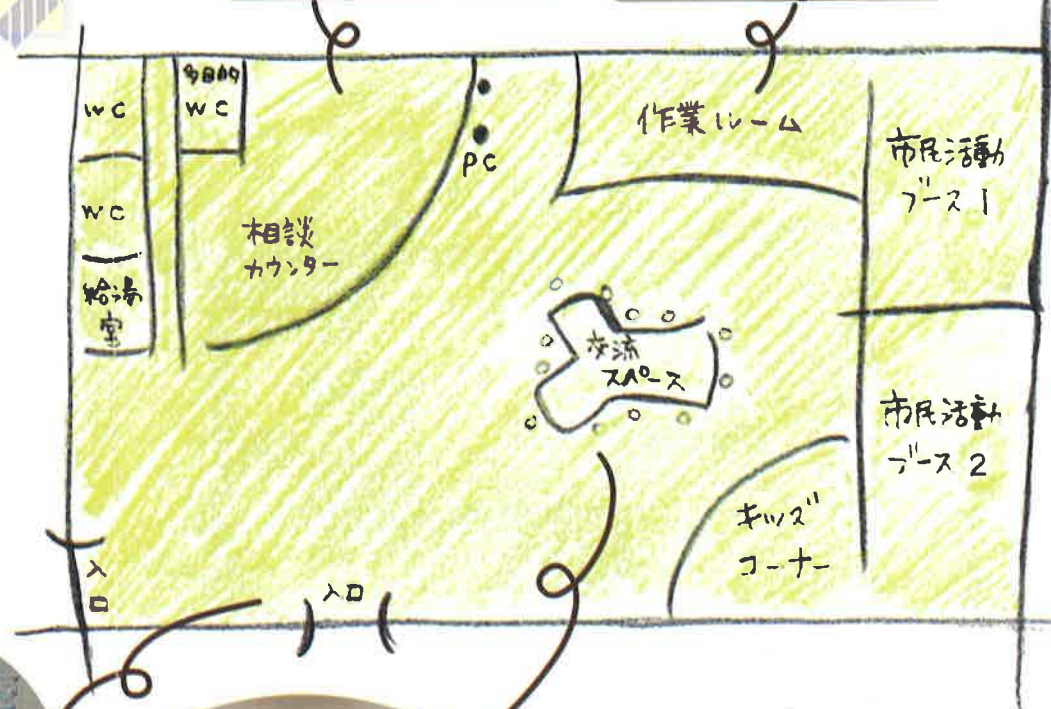 WC
多目的
WC
PC
作業ルーム
市民活動
ブース 1
WC
相談
カウンター
給湯
室
交流
スペース
市民活動
ブース 2
キッズ
コーナー
入
口
入口